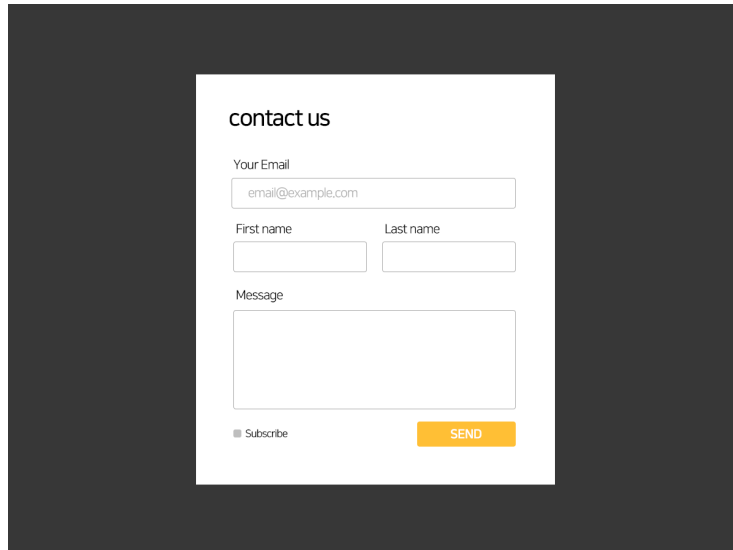 contact us
Your Email
email@example.com
First name Last name
Message
Subscribe SEND